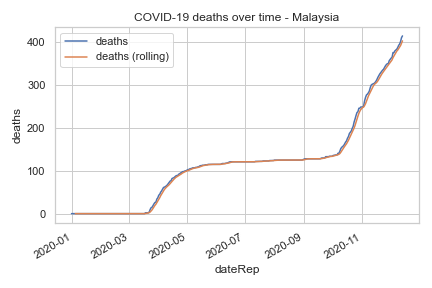 COVID-19 deaths over time - Malaysia
deaths
deaths (rolling)
400
300
200
100
0
deaths
2020-01
2020-03
2020-05
2020-07
2020-09
2020-11
dateRep